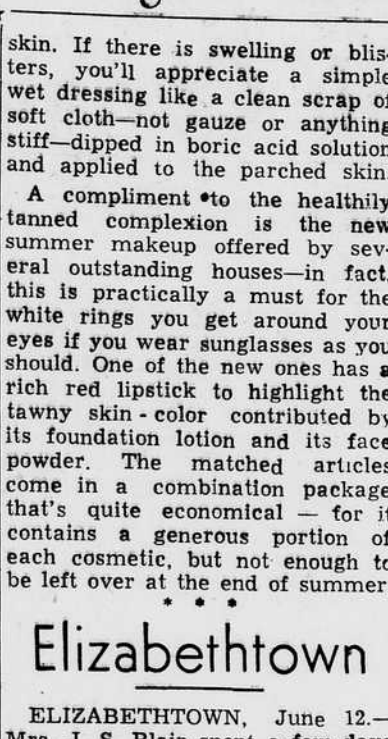 skin. If there is swelling or blis-
ters, you'll appreciate a simple
wet dressing like a clean scrap of
soft cloth—not gauze or anything
stiff—dipped in boric acid solution
and applied to the parched skin
A compliment to the healthily
tanned complexion is the new
summer makeup offered by sev-
eral outstanding houses—in fact,
this is practically a must for the
white rings you get around your
eyes if you wear sunglasses as you
should. One of the new ones has a
rich red lipstick to highlight the
tawny skin-color contributed by
its foundation lotion and its face
powder. The matched articles
come in a combination package
that's quite economical — for it
contains a generous portion of
each cosmetic, but not enough to
be left over at the end of summer
* * *
Elizabethtown
ELIZABETHTOWN, June 12.—
Mrs. J. S. Blair spent a few days